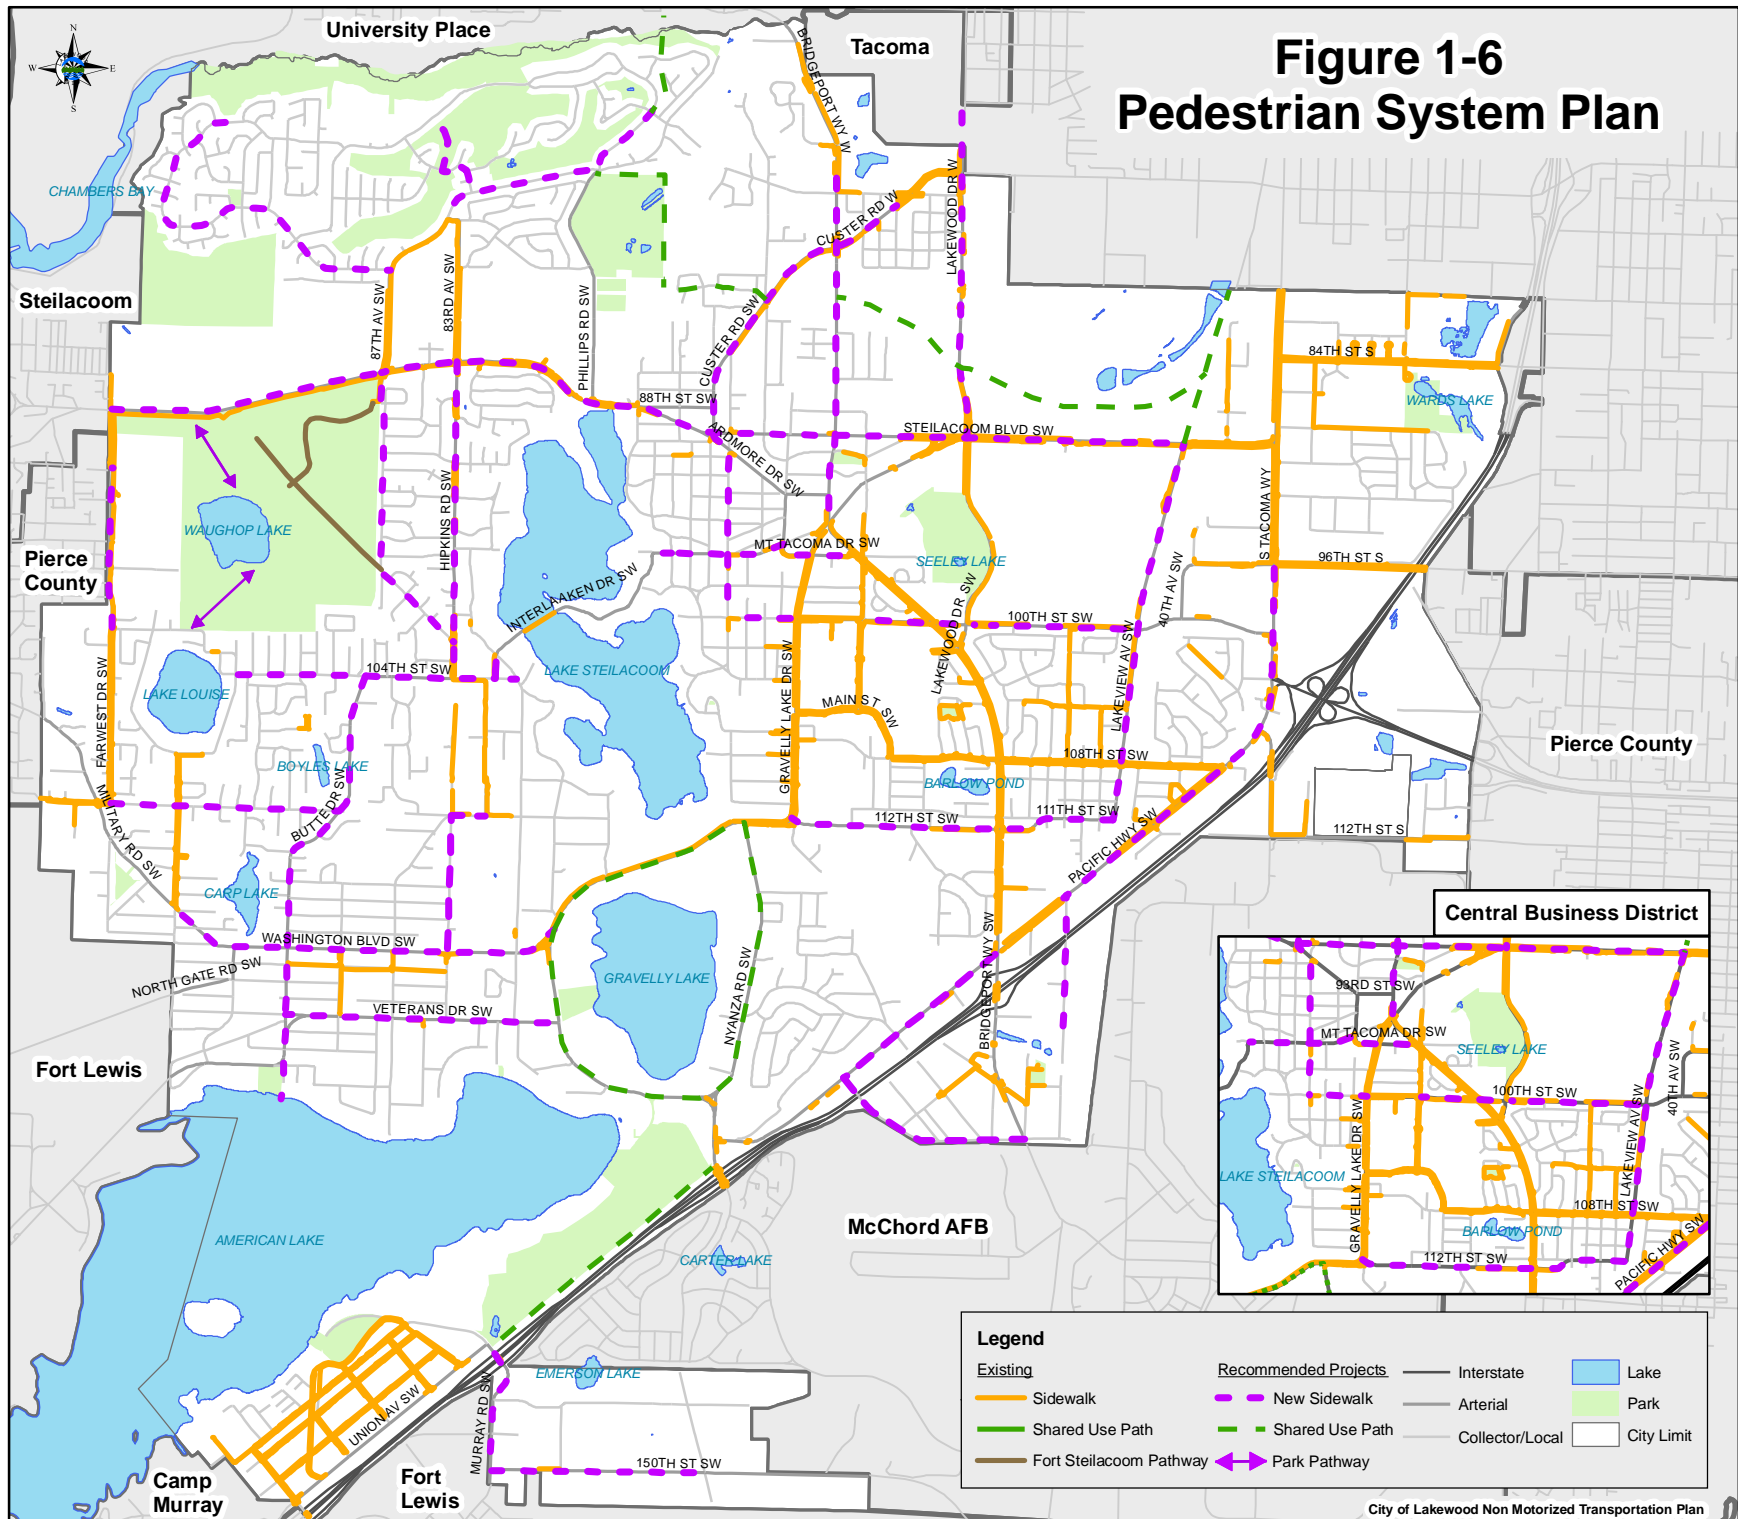 Figure 1-6
Pedestrian System Plan
University Place
Tacoma
N
W
E
S
BRIDGEPORT WY W
CHAMBERS BAY
LAKEWOOD DR W
CUSTER RD W
Steilacoom
87TH AV SW
83RD AV SW
PHILLIPS RD SW
CUSTER RD SW
84TH ST S
WARDS LAKE
88TH ST SW
ARDMORE DR SW
STEILACOOM BLVD SW
HIPKINS RD SW
S TACOMA WY
WAUGHOP LAKE
MT TACOMA DR SW
SEELEY LAKE
96TH ST S
Pierce
County
40TH AV SW
INTERLAAKEN DR SW
LAKEWOOD DR SW
100TH ST SW
104TH ST SW
LAKE STEILACOOM
LAKE LOUISE
LAKEVIEW AV SW
FARWEST DR SW
GRAVELLY LAKE DR SW
MAIN ST SW
108TH ST SW
Pierce County
BOYLES LAKE
BARLOW POND
BUTTE DR SW
MILITARY RD SW
112TH ST SW
111TH ST SW
112TH ST S
PACIFIC HWY SW
CARP LAKE
WASHINGTON BLVD SW
NORTH GATE RD SW
GRAVELLY LAKE
NYANZA RD SW
BRIDGEPORT WY SW
VETERANS DR SW
Fort Lewis
AMERICAN LAKE
McChord AFB
CARTER LAKE
EMERSON LAKE
UNION AV SW
MURRAY RD SW
150TH ST SW
Camp
Murray
Fort
Lewis
Central Business District
93RD ST SW
MT TACOMA DR SW
SEELEY LAKE
40TH AV SW
100TH ST SW
GRAVELLY LAKE DR SW
LAKEVIEW AV SW
LAKE STEILACOOM
108TH ST SW
BARLOW POND
112TH ST SW
PACIFIC HWY SW
Legend
Existing
Sidewalk
Shared Use Path
Fort Steilacoom Pathway
Recommended Projects
New Sidewalk
Shared Use Path
Park Pathway
Interstate
Arterial
Collector/Local
Lake
Park
City Limit
City of Lakewood Non Motorized Transportation Plan